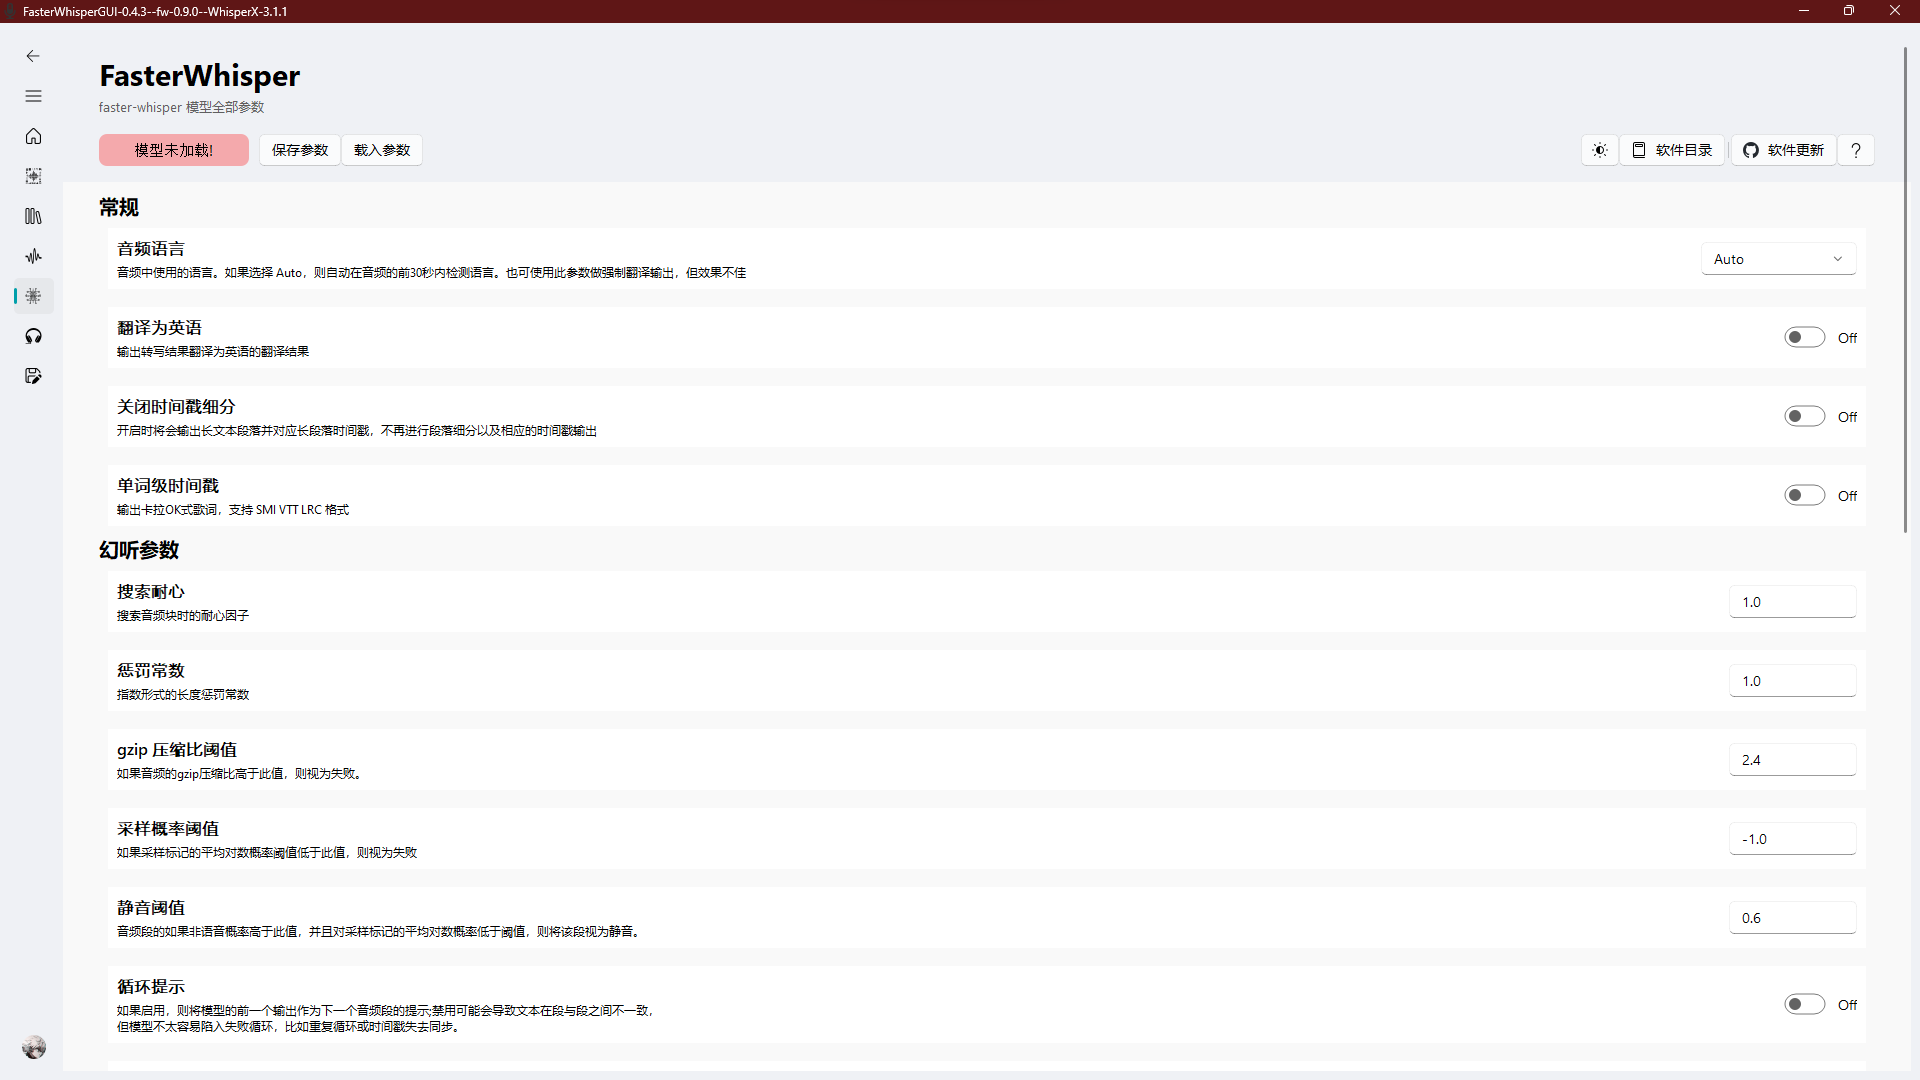 FasterWhisperGUI-0.4.3--fw-0.9.0--WhisperX-3.1.1
FasterWhisper
faster-whisper 模型全部参数
模型未加载!
保存参数
载入参数
软件目录
软件更新
?
常规
音频语言
音频中使用的语言。如果选择 Auto，则自动在音频的前30秒内检测语言。也可使用此参数做强制翻译输出，但效果不佳
Auto
翻译为英语
输出转写结果翻译为英语的翻译结果
Off
关闭时间戳细分
开启时将会输出长文本段落并对应长段落时间戳，不再进行段落细分以及相应的时间戳输出
Off
单词级时间戳
输出卡拉OK式歌词，支持 SMI VTT LRC 格式
Off
幻听参数
搜索耐心
搜索音频块时的耐心因子
1.0
惩罚常数
指数形式的长度惩罚常数
1.0
gzip 压缩比阈值
如果音频的gzip压缩比高于此值，则视为失败。
2.4
采样概率阈值
如果采样标记的平均对数概率阈值低于此值，则视为失败
-1.0
静音阈值
音频段的如果非语音概率高于此值，并且对采样标记的平均对数概率低于阈值，则将该段视为静音。
0.6
循环提示
如果启用，则将模型的前一个输出作为下一个音频段的提示;禁用可能会导致文本在段与段之间不一致，
但模型不太容易陷入失败循环，比如重复循环或时间戳失去同步。
Off